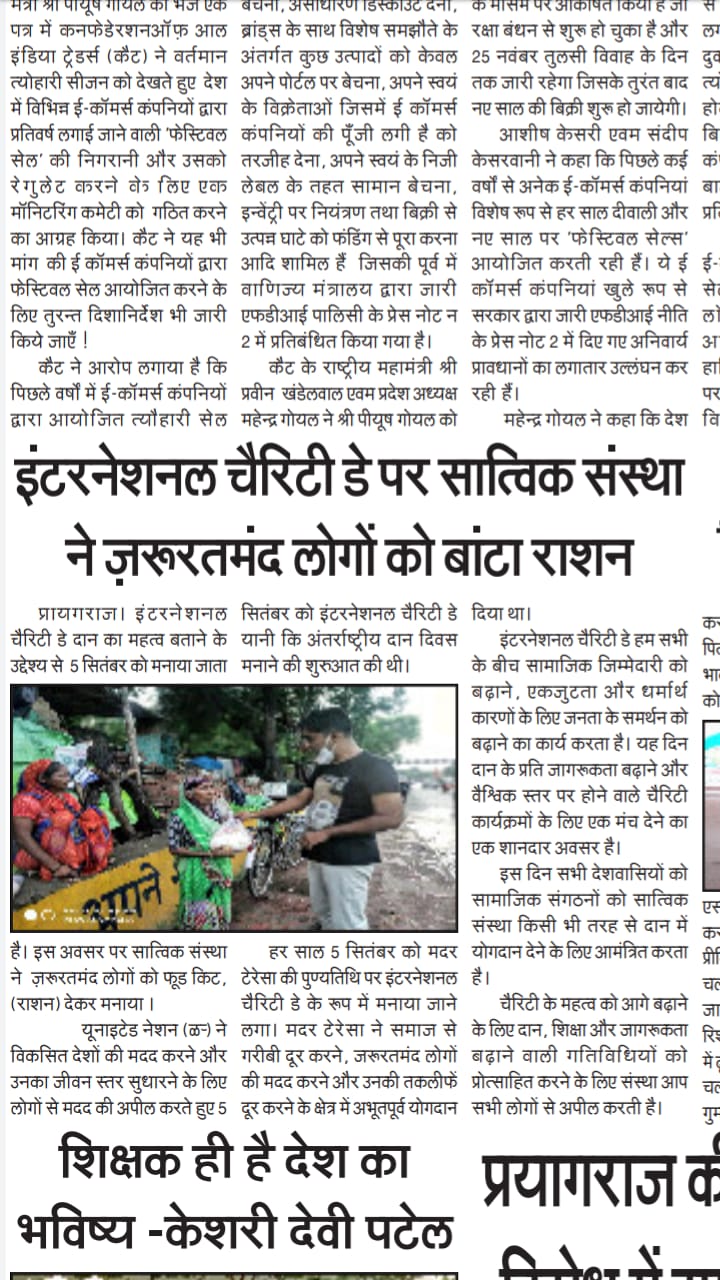 मंत्री श्री पीयूष गोयल को भेजे एक
पत्र में कनफेडरेशनऑफ़ आल
इंडिया ट्रेडर्स (कैट) ने वर्तमान
त्योहारी सीजन को देखते हुए देश
में विभिन्न ई-कॉमर्स कंपनियों द्वारा
प्रतिवर्ष लगाई जाने वाली 'फेस्टिवल
सेल' की निगरानी और उसको
रेगुलेट करने के लिए एक
मॉनिटरिंग कमेटी को गठित करने
का आग्रह किया। कैट ने यह भी
मांग की ई कॉमर्स कंपनियों द्वारा
फेस्टिवल सेल आयोजित करने के
लिए तुरन्त दिशानिर्देश भी जारी
किये जाएँ !
कैट ने आरोप लगाया है कि
पिछले वर्षों में ई-कॉमर्स कंपनियों
द्वारा आयोजित त्यौहारी सेल
बेचना, असाधारण डिस्काउंट देना,
ब्रांड्स के साथ विशेष समझौते के
अंतर्गत कुछ उत्पादों को केवल
अपने पोर्टल पर बेचना, अपने स्वयं
के विक्रेताओं जिसमें ई कॉमर्स
कंपनियों की पूँजी लगी है को
तरजीह देना, अपने स्वयं के निजी
लेबल के तहत सामान बेचना,
इन्वेंट्री पर नियंत्रण तथा बिक्री से
उत्पन्न घाटे को फंडिंग से पूरा करना
आदि शामिल हैं जिसकी पूर्व में
वाणिज्य मंत्रालय द्वारा जारी
एफडीआई पालिसी के प्रेस नोट न
2 में प्रतिबंधित किया गया है।
कैट के राष्ट्रीय महामंत्री श्री
प्रवीन खंडेलवाल एवम प्रदेश अध्यक्ष
महेन्द्र गोयल ने श्री पीयूष गोयल को
के मौसम पर आकर्षित किया है जो
रक्षा बंधन से शुरू हो चुका है और
25 नवंबर तुलसी विवाह के दिन
तक जारी रहेगा जिसके तुरंत बाद
नए साल की बिक्री शुरू हो जायेगी।
आशीष केसरी एवम संदीप
केसरवानी ने कहा कि पिछले कई
वर्षों से अनेक ई-कॉमर्स कंपनियां
विशेष रूप से हर साल दीवाली और
नए साल पर 'फेस्टिवल सेल्स'
आयोजित करती रही हैं। ये ई
कॉमर्स कंपनियां खुले रूप से
सरकार द्वारा जारी एफडीआई नीति
के प्रेस नोट 2 में दिए गए अनिवार्य
प्रावधानों का लगातार उल्लंघन कर
रही हैं।
महेन्द्र गोयल ने कहा कि देश
इंटरनेशनल चैरिटी डे पर सात्विक संस्था
ने ज़रूरतमंद लोगों को बांटा राशन
प्रायगराज। इंटरनेशनल
चैरिटी डे दान का महत्व बताने के
उद्देश्य से 5 सितंबर को मनाया जाता
है। इस अवसर पर सात्विक संस्था
ने ज़रूरतमंद लोगों को फूड किट,
(राशन) देकर मनाया ।
यूनाइटेड नेशन ने
विकसित देशों की मदद करने और
उनका जीवन स्तर सुधारने के लिए
लोगों से मदद की अपील करते हुए 5
सितंबर को इंटरनेशनल चैरिटी डे
यानी कि अंतर्राष्ट्रीय दान दिवस
मनाने की शुरुआत की थी।
अपाने
हर साल 5 सितंबर को मदर
टेरेसा की पुण्यतिथि पर इंटरनेशनल
चैरिटी डे के रूप में मनाया जाने
लगा। मदर टेरेसा ने समाज से
गरीबी दूर करने, जरूरतमंद लोगों
की मदद करने और उनकी तकलीफें
दूर करने के क्षेत्र में अभूतपूर्व योगदान
दिया था।
इंटरनेशनल चैरिटी डे हम सभी
के बीच सामाजिक जिम्मेदारी को
बढ़ाने, एकजुटता और धर्मार्थ
कारणों के लिए जनता के समर्थन को
बढ़ाने का कार्य करता है। यह दिन
दान के प्रति जागरूकता बढ़ाने और
वैश्विक स्तर पर होने वाले चैरिटी
कार्यक्रमों के लिए एक मंच देने का
एक शानदार अवसर है।
इस दिन सभी देशवासियों को
सामाजिक संगठनों को सात्विक
संस्था किसी भी तरह से दान में
योगदान देने के लिए आमंत्रित करता
है।
चैरिटी के महत्व को आगे बढ़ाने
के लिए दान, शिक्षा और जागरूकता
बढ़ाने वाली गतिविधियों को
प्रोत्साहित करने के लिए संस्था आप
सभी लोगों से अपील करती है।
शिक्षक ही है देश का
भविष्य -केशरी देवी पटेल
प्रयागराज की